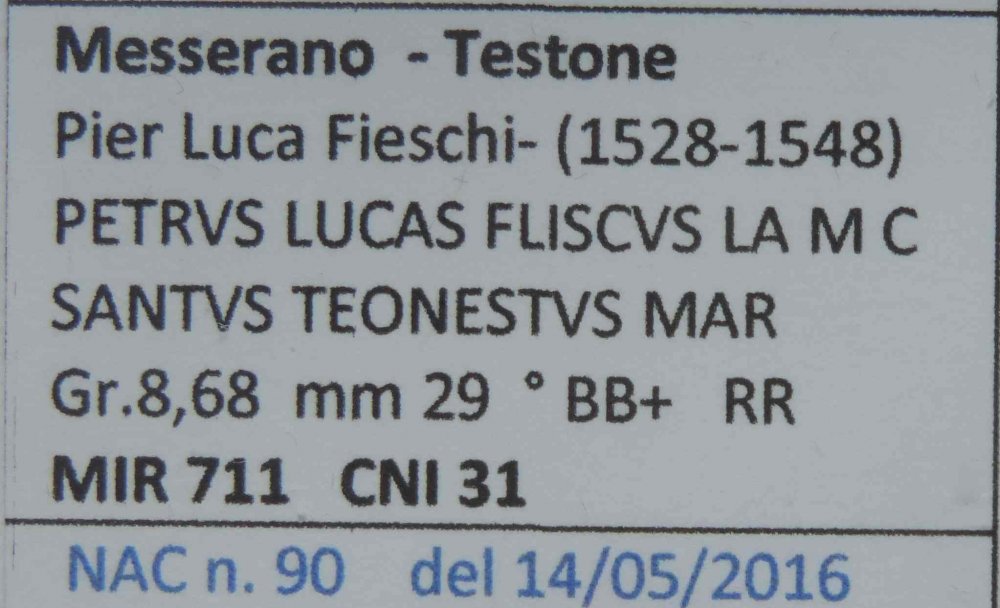 Messerano - Testone
Pier Luca Fieschi- (1528-1548)
PETRVS LUCAS FLISCVS LA M C
SANTVS TEONESTVS MAR
Gr.8,68 mm 29 ° BB+ RR
MIR 711 CNI 31
NAC n. 90 del 14/05/2016